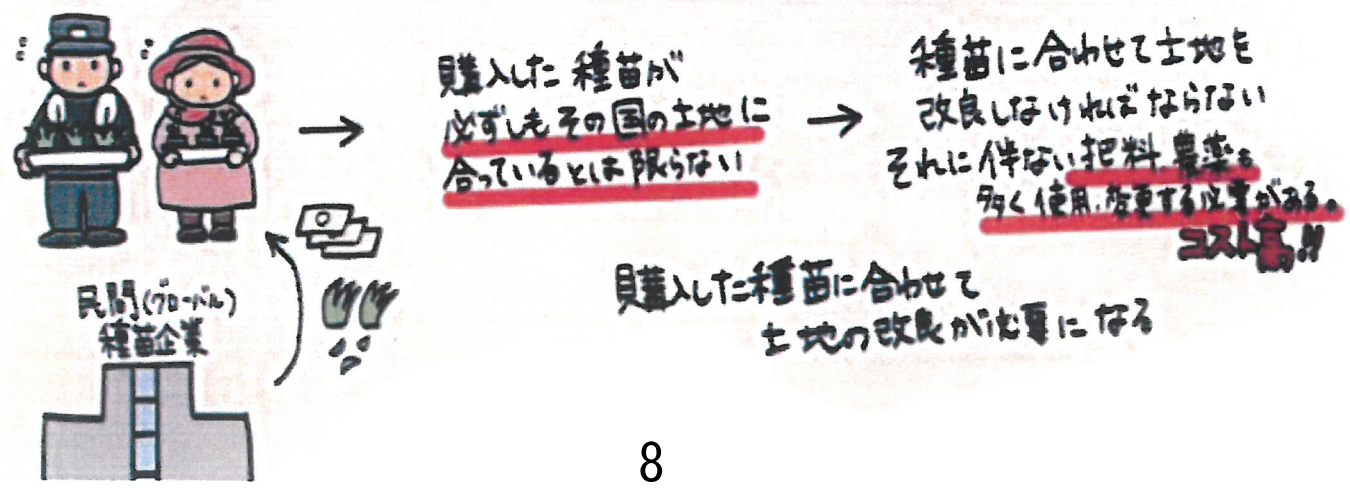 購入した種苗が
必ずしもその国の土地に
合っているとは限らない
種苗に合わせて土地を
改良しなければならない
それに伴ない肥料農薬も
多く使用、変更する必要がある。
コスト高!!
民間(グローバル)
種苗企業
購入した種苗に合わせて
土地の改良が必要になる
8